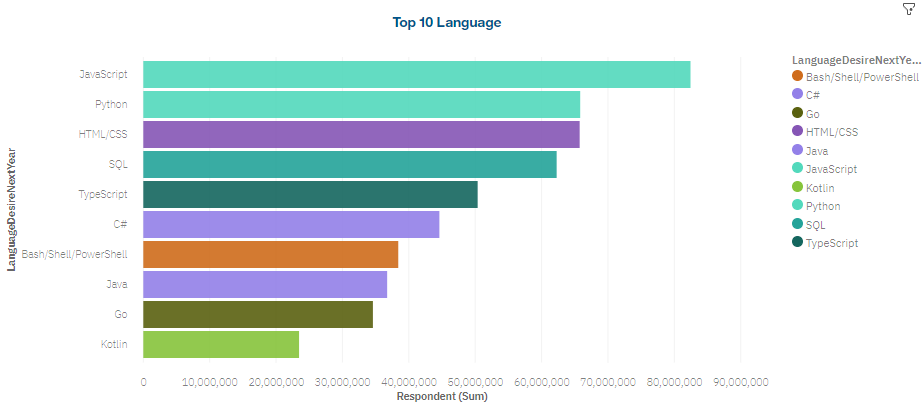 Top 10 Language
LanguageDesireNextYear
JavaScript
Python
HTML/CSS
SQL
TypeScript
C#
Bash/Shell/PowerShell
Java
Go
Kotlin
0 10,000,000 20,000,000 30,000,000 40,000,000 50,000,000 60,000,000 70,000,000 80,000,000 90,000,000
Respondent (Sum)
LanguageDesireNextYe...
Bash/Shell/PowerShell
C#
Go
HTML/CSS
Java
JavaScript
Kotlin
Python
SQL
TypeScript